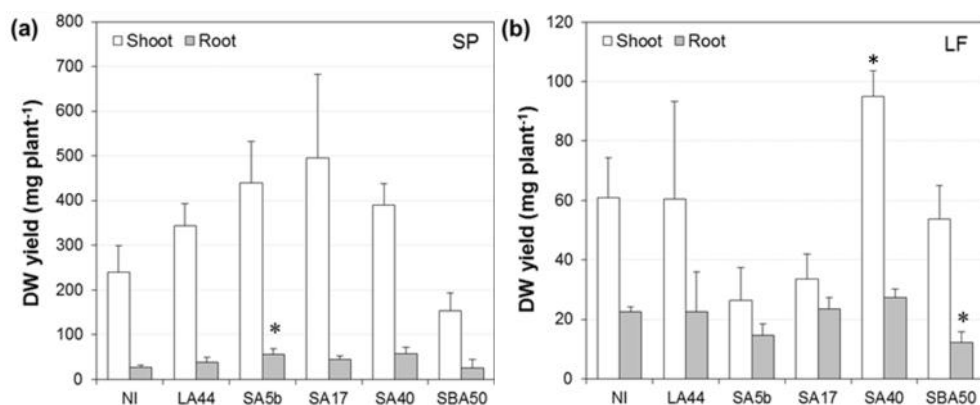 (a)
Shoot Root
SP
DW yield (mg plant⁻¹)
800
700
600
500
400
300
200
100
0
*
NI LA44 SA5b SA17 SA40 SBA50
(b)
Shoot Root
LF
DW yield (mg plant⁻¹)
120
100
80
60
40
20
0
*
*
NI LA44 SA5b SA17 SA40 SBA50